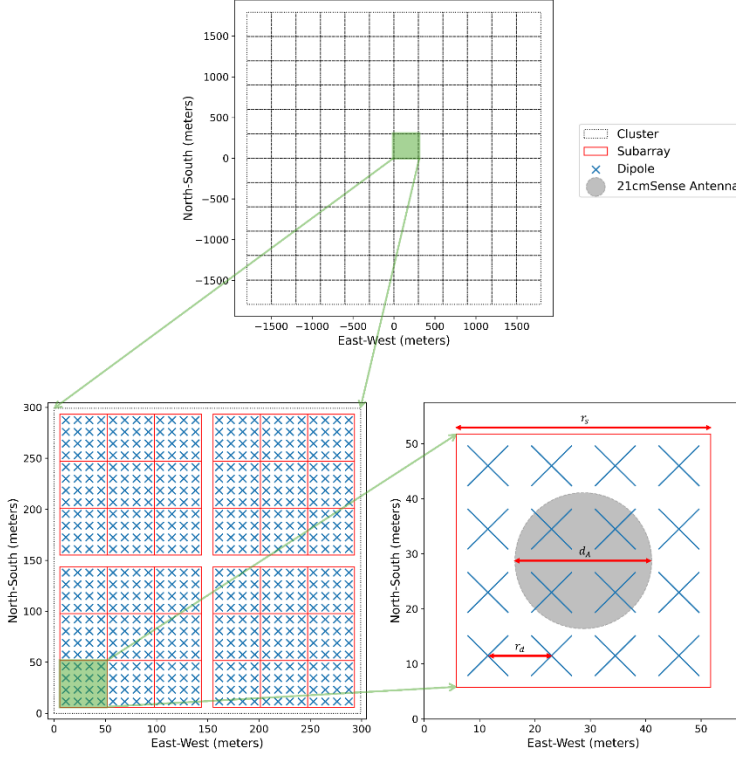 1500
1000
500
0
−500
−1000
−1500
North-South (meters)
−1500 −1000 −500 0 500 1000 1500
East-West (meters)
Cluster
Subarray
Dipole
21cmSense Antenna
300
250
200
150
100
50
0
North-South (meters)
0 50 100 150 200 250 300
East-West (meters)
50
40
30
20
10
0
North-South (meters)
r_s
d_A
r_d
0 10 20 30 40 50
East-West (meters)